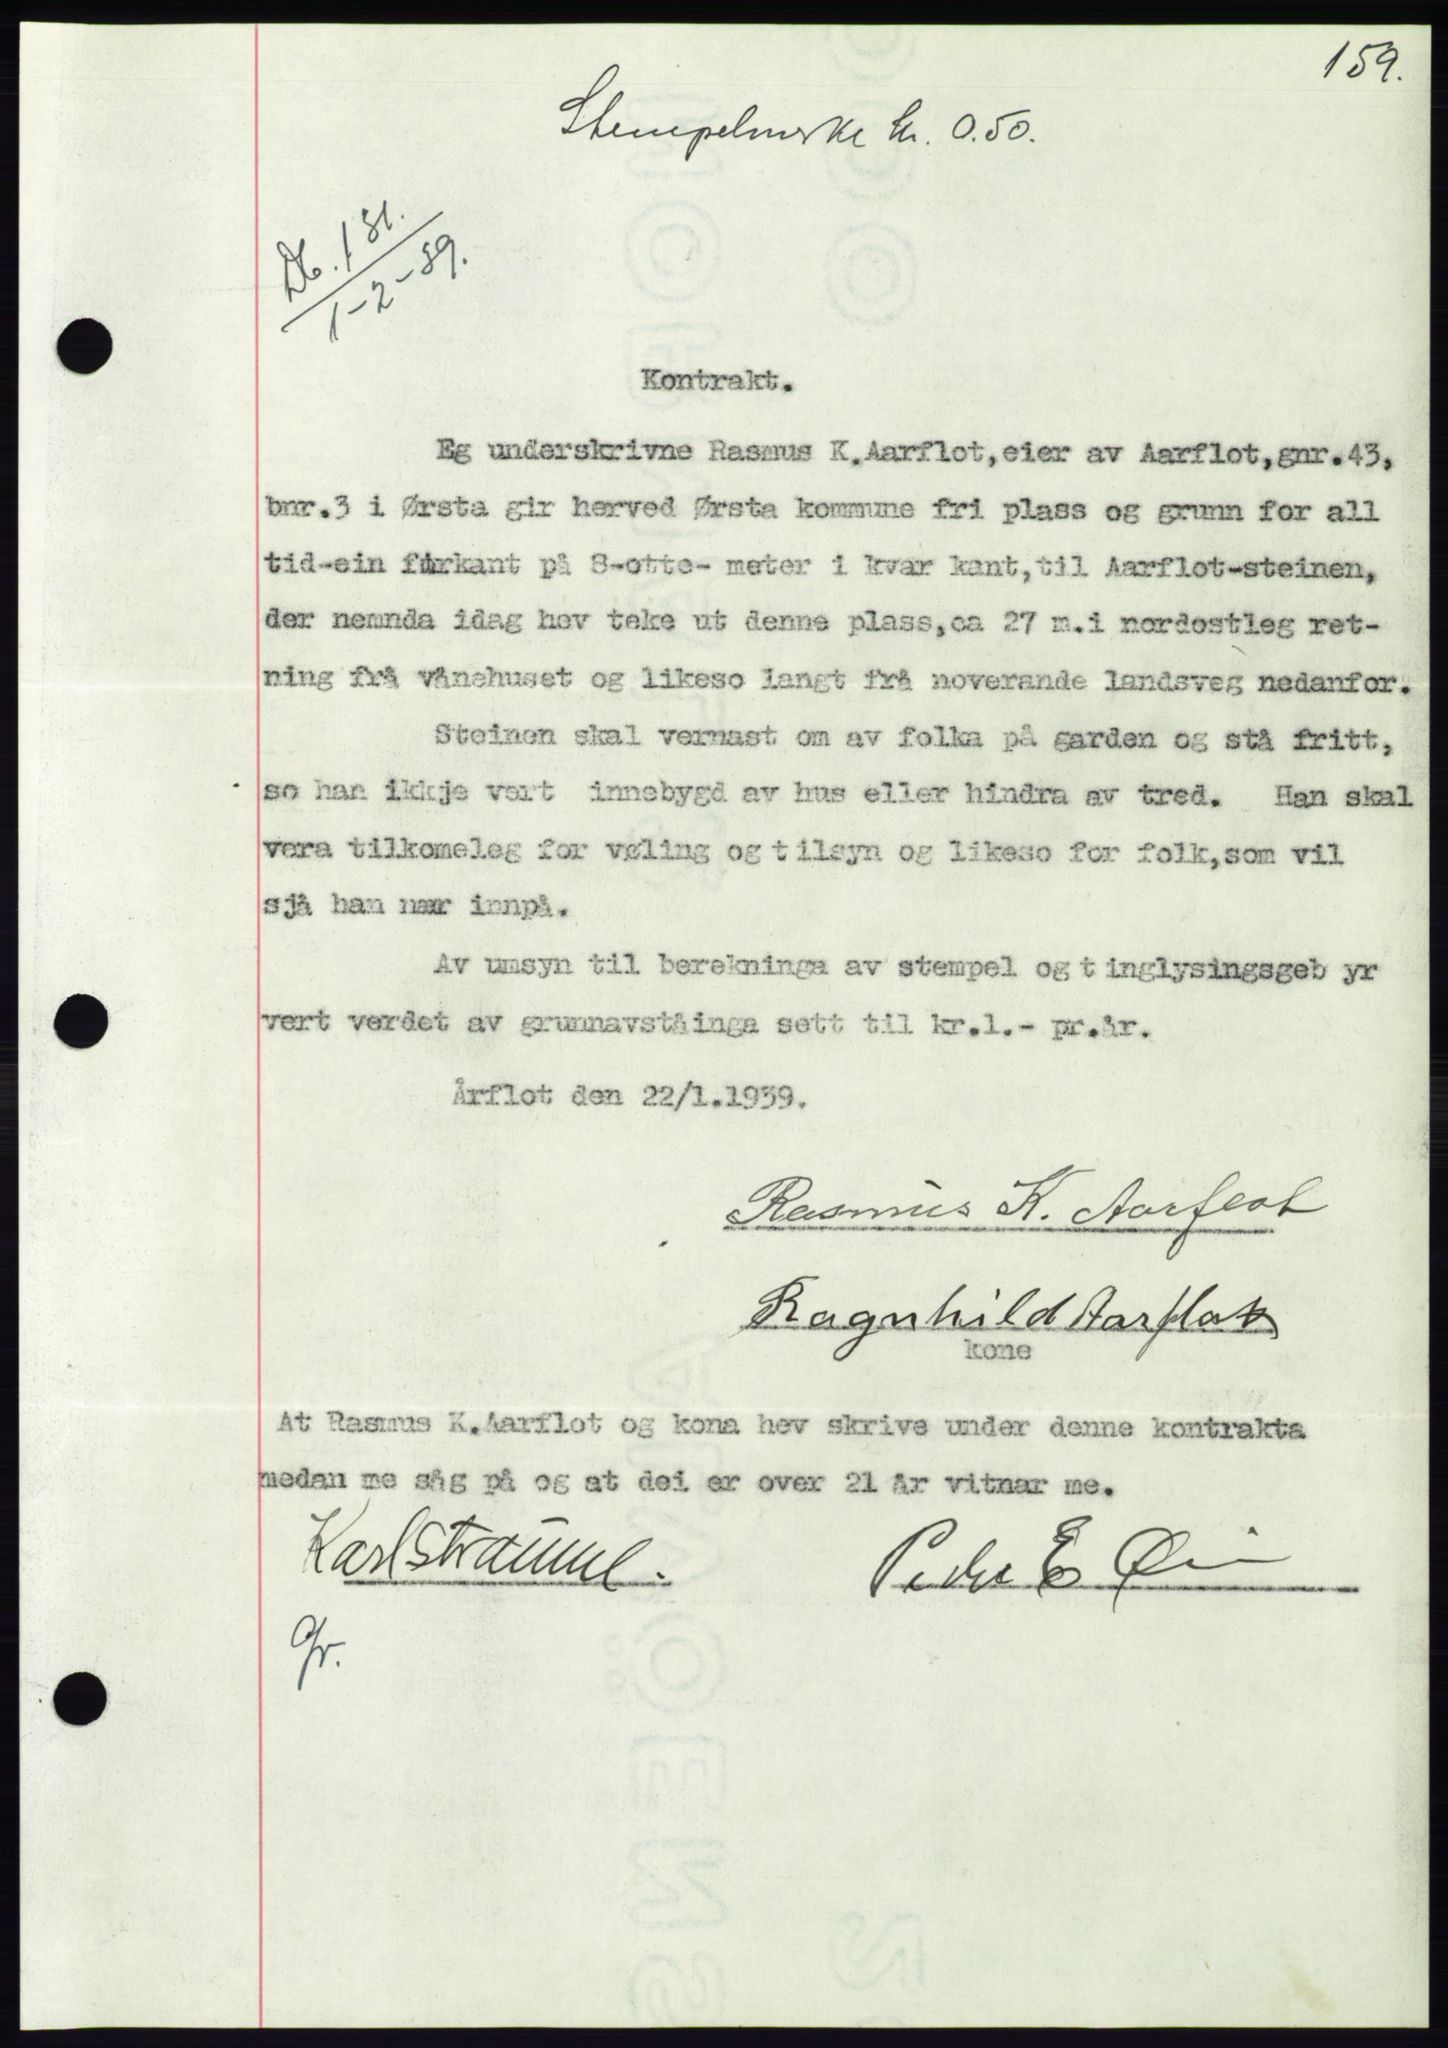 159.
Stempelmerke kr. 0.50.
Db. 181.
1-2-39.
Kontrakt.
Eg underskrivne Rasmus K.Aarflot,eier av Aarflot,gnr.43,
bnr.3 i Ørsta gir herved Ørsta kommune fri plass og grunn for all
tid-ein firkant på 8-otte- meter i kvar kant,til Aarflot-steinen,
der nemnda idag hev teke ut denne plass,ca 27 m.i nordostleg ret-
ning frå vånehuset og likeso langt frå noverande landsveg nedanfor.
Steinen skal vernast om av folka på garden og stå fritt,
so han ikkje vert innebygd av hus eller hindra av tred. Han skal
vera tilkomeleg for vøling og tilsyn og likeso for folk,som vil
sjå han nær innpå.
Av umsyn til berekninga av stempel og tinglysingsgebyr
vert verdet av grunnavståinga sett til kr.1.- pr.år.
Årflot den 22/1.1939.
Rasmus K. Aarflot
Ragnhild Aarflot
kone
At Rasmus K.Aarflot og kona hev skrive under denne kontrakta
medan me såg på og at dei er over 21 år vitnar me.
Karl Straume.
Peder E
Gr.